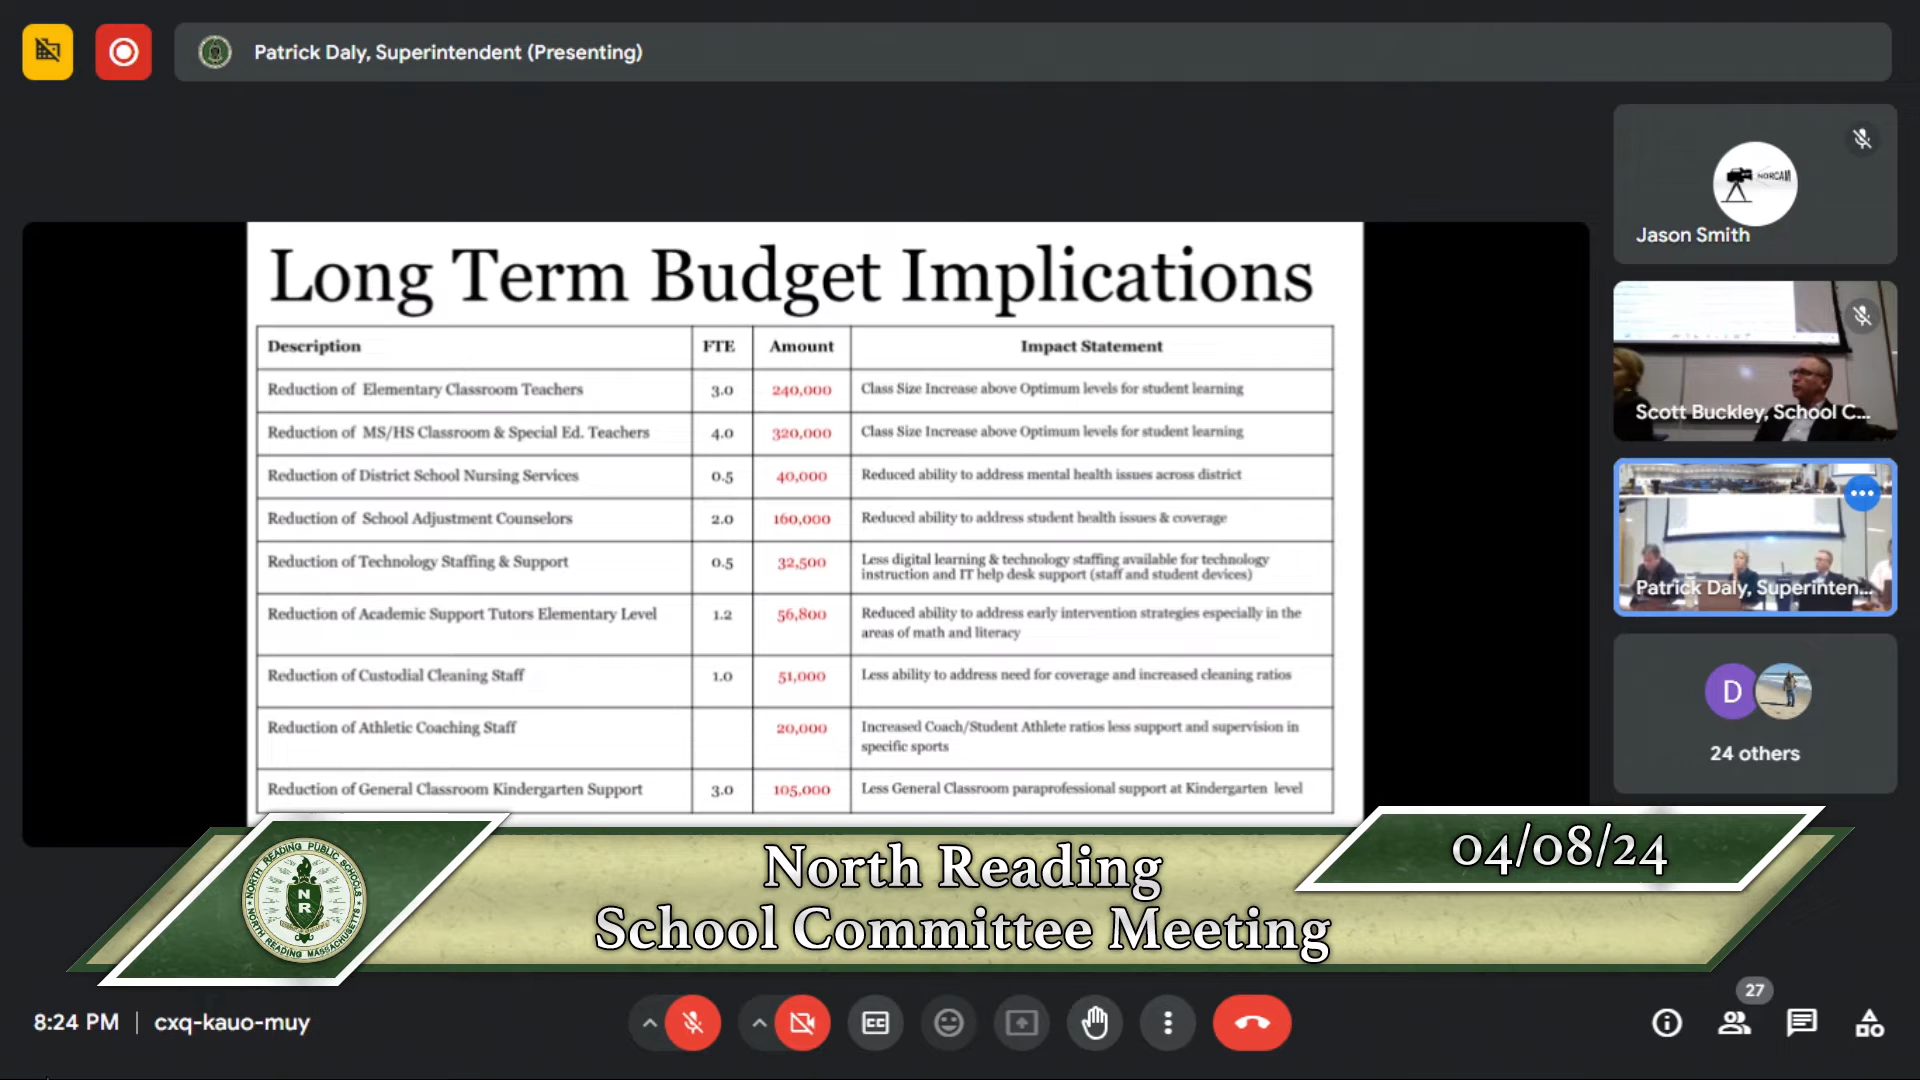 Patrick Daly, Superintendent (Presenting)
NORCAM
Jason Smith
Scott Buckley, School C...
Patrick Daly, Superinten...
D
24 others
Long Term Budget Implications
Description FTE Amount Impact Statement
Reduction of Elementary Classroom Teachers 3.0 240,000 Class Size Increase above Optimum levels for student learning
Reduction of MS/HS Classroom & Special Ed. Teachers 4.0 320,000 Class Size Increase above Optimum levels for student learning
Reduction of District School Nursing Services 0.5 40,000 Reduced ability to address mental health issues across district
Reduction of School Adjustment Counselors 2.0 160,000 Reduced ability to address student health issues & coverage
Reduction of Technology Staffing & Support 0.5 32,500 Less digital learning & technology staffing available for technology
instruction and IT help desk support (staff and student devices)
Reduction of Academic Support Tutors Elementary Level 1.2 56,800 Reduced ability to address early intervention strategies especially in the
areas of math and literacy
Reduction of Custodial Cleaning Staff 1.0 51,000 Less ability to address need for coverage and increased cleaning ratios
Reduction of Athletic Coaching Staff 20,000 Increased Coach/Student Athlete ratios less support and supervision in
specific sports
Reduction of General Classroom Kindergarten Support 3.0 105,000 Less General Classroom paraprofessional support at Kindergarten level
NORTH READING PUBLIC SCHOOLS
N
R
NORTH READING MASSACHUSETTS
North Reading
School Committee Meeting
04/08/24
8:24 PM | cxq-kauo-muy
CC
27